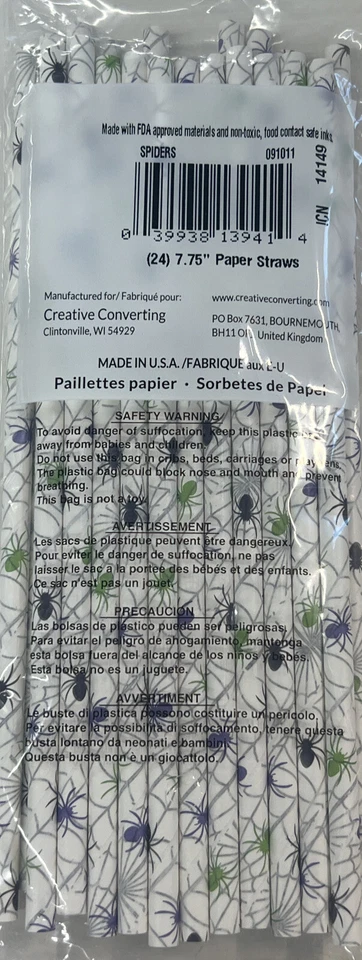 Made with FDA approved materials and non-toxic, food contact safe inks.
SPIDERS 091011
ICN 14149
0 39938 13941 4
(24) 7.75" Paper Straws
Manufactured for/ Fabriqué pour: www.creativeconverting.com
Creative Converting PO Box 7631, BOURNEMOUTH,
Clintonville, WI 54929 BH11 United Kingdom
MADE IN U.S.A. /FABRIQUÉ aux É-U
Paillettes papier · Sorbetes de Papel
SAFETY WARNING
To avoid danger of suffocation, keep this plastic
away from babies and children.
Do not use this bag in cribs, beds, carriages or
The plastic bag could block nose and mouth and prevent
breathing.
This bag is not a toy.
AVERTISSEMENT
Les sacs de plastique peuvent être dangereux.
Pour eviter le danger de suffocation, ne pas
laisser le sac a la portee des bébés et des enfants.
Ce sac n'est pas un jouet.
PRECAUCIÓN
Las bolsas de plástico pueden ser peligrosas.
Para evitar el peligro de ahogamiento, mantenga
esta bolsa fuera del alcance de los niños y babés.
Esta bolsa no es un juguete.
AVVERTIMENT
Le buste di plastica possono costituire un pericolo.
Per evitare la possibilita di soffocamento, tenere questa
busta lontano da neonati e bambini.
Questa busta non è un giocattolo.